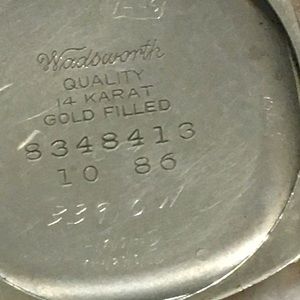 Wadsworth
QUALITY
14 KARAT
GOLD FILLED
8348413
10 86